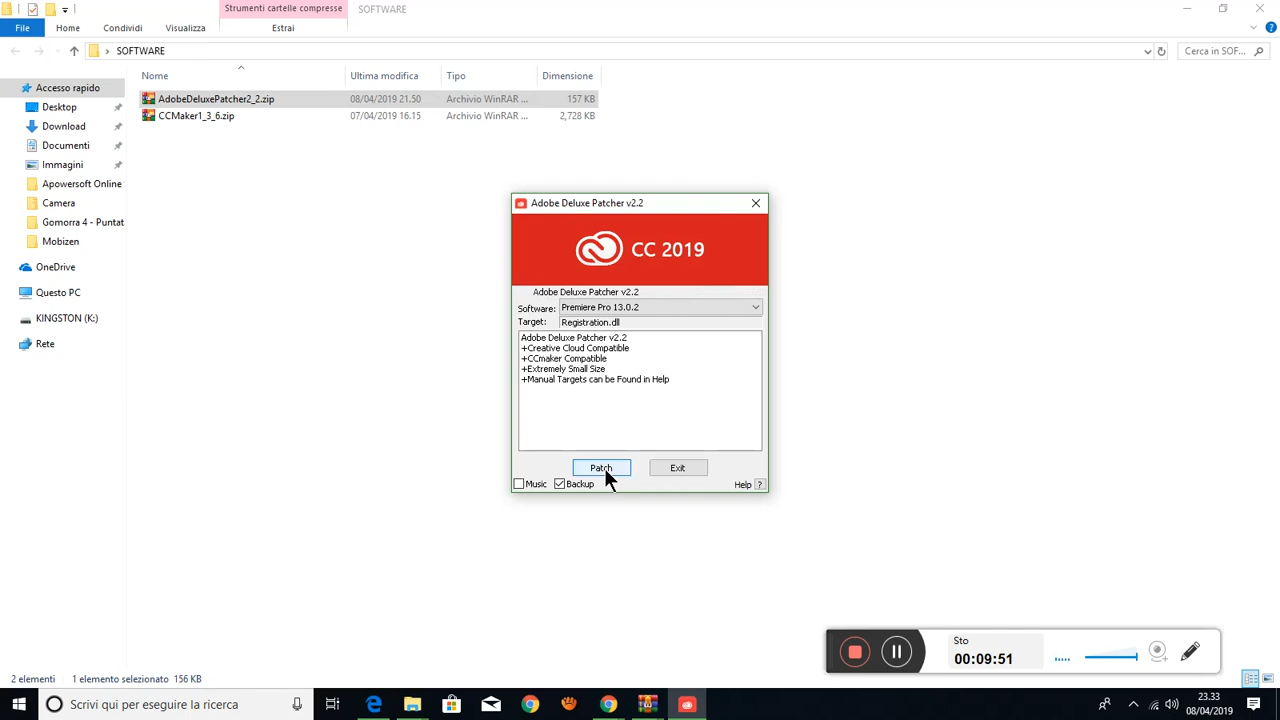 Strumenti cartelle compresse
SOFTWARE
File
Home
Condividi
Visualizza
Estrai
SOFTWARE
Cerca in SOF...
Nome
Ultima modifica
Tipo
Dimensione
AdobeDeluxePatcher2_2.zip
08/04/2019 21.50
Archivio WinRAR ...
157 KB
CCMaker1_3_6.zip
07/04/2019 16.15
Archivio WinRAR ...
2,728 KB
Accesso rapido
Desktop
Download
Documenti
Immagini
Apowersoft Online
Camera
Gomorra 4 - Puntat
Mobizen
OneDrive
Questo PC
KINGSTON (K:)
Rete
Adobe Deluxe Patcher v2.2
CC 2019
Adobe Deluxe Patcher v2.2
Software:
Premiere Pro 13.0.2
Target:
Registration.dll
Adobe Deluxe Patcher v2.2
+Creative Cloud Compatible
+CCmaker Compatible
+Extremely Small Size
+Manual Targets can be Found in Help
Patch
Exit
Music
Backup
Help
?
Sto
00:09:51
2 elementi
1 elemento selezionato
156 KB
Scrivi qui per eseguire la ricerca
23.33
08/04/2019